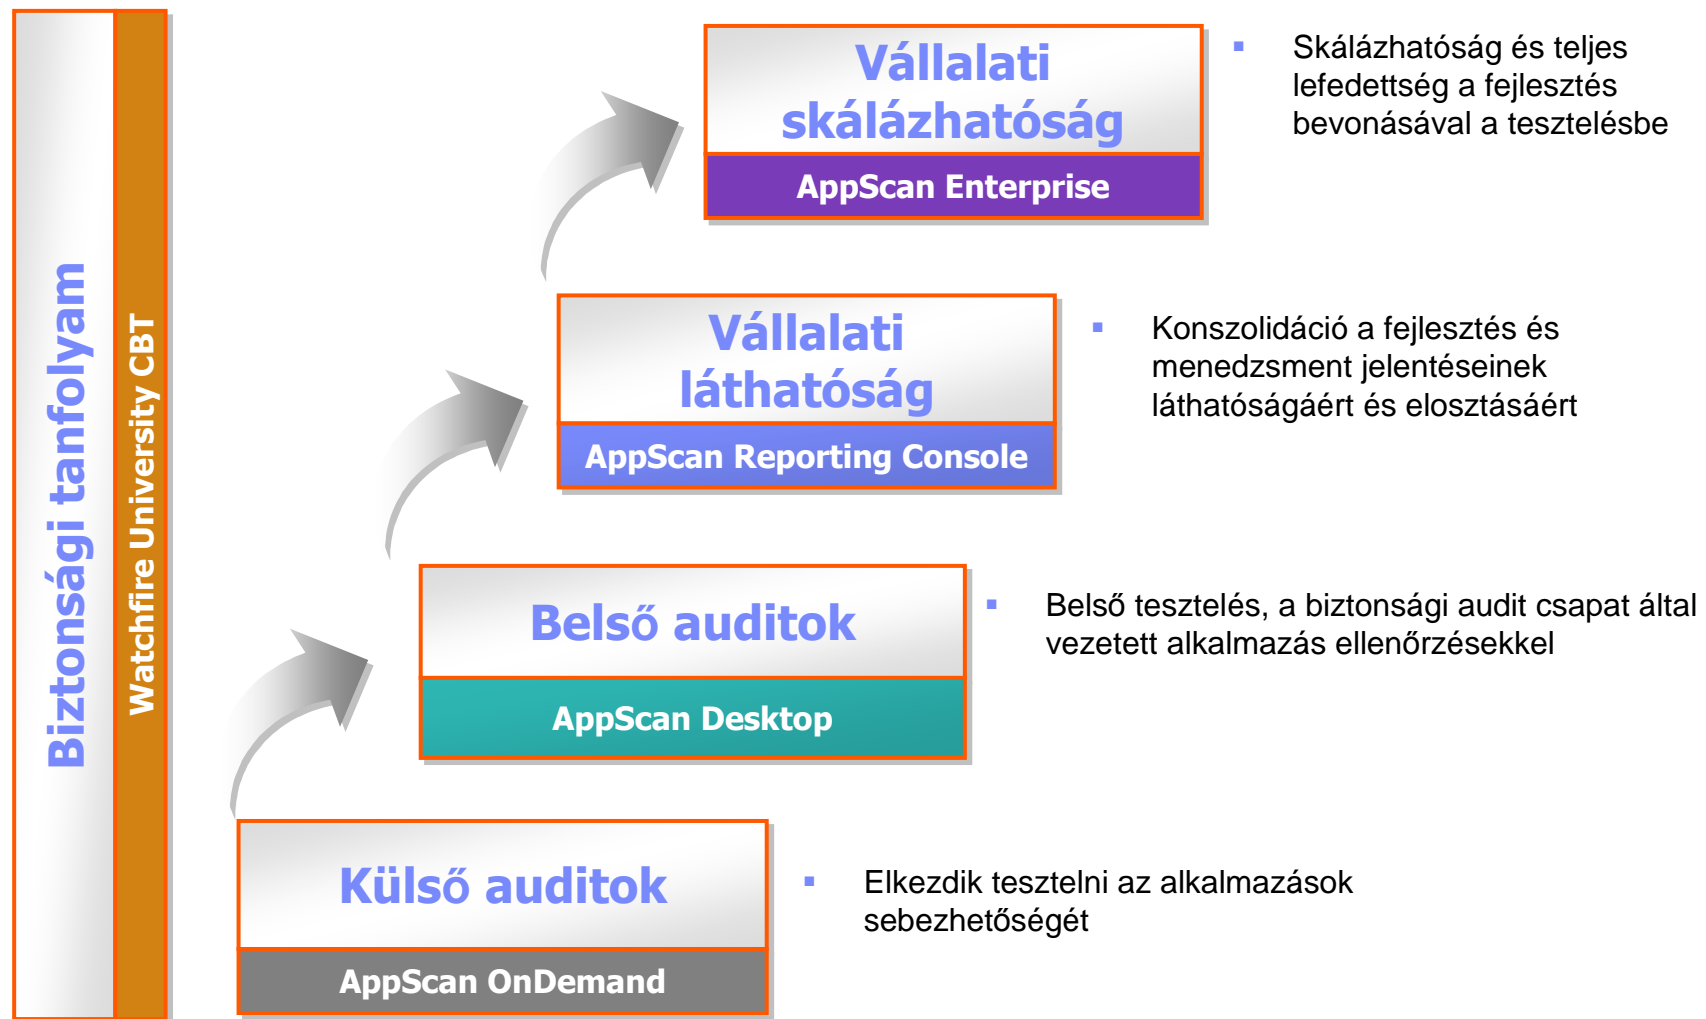 Biztonsági tanfolyam
Watchfire University CBT
Vállalati
skálázhatóság
AppScan Enterprise
▪ Skálázhatóság és teljes
lefedettség a fejlesztés
bevonásával a tesztelésbe
Vállalati
láthatóság
AppScan Reporting Console
▪ Konszolidáció a fejlesztés és
menedzsment jelentéseinek
láthatóságáért és elosztásáért
Belső auditok
AppScan Desktop
▪ Belső tesztelés, a biztonsági audit csapat által
vezetett alkalmazás ellenőrzésekkel
Külső auditok
AppScan OnDemand
▪ Elkezdik tesztelni az alkalmazások
sebezhetőségét